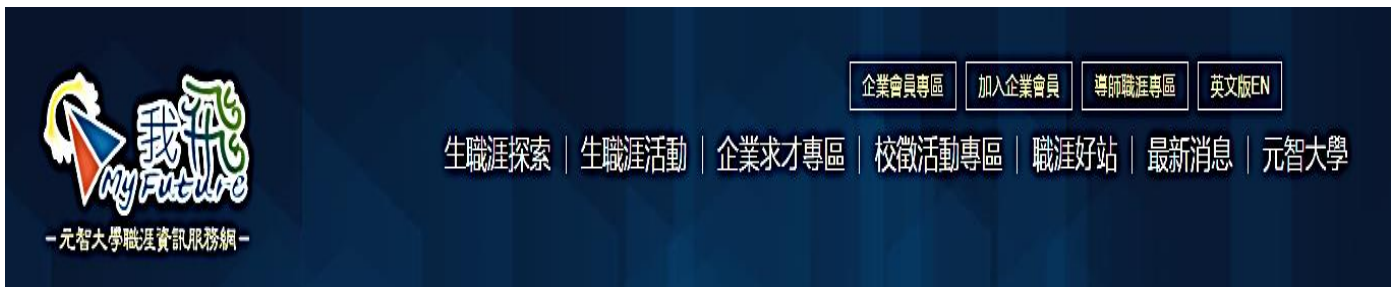 企業會員專區 加入企業會員 導師職涯專區 英文版EN
生職涯探索 | 生職涯活動 | 企業求才專區 | 校徵活動專區 | 職涯好站 | 最新消息 | 元智大學
我飛
My Future
-元智大學職涯資訊服務網-